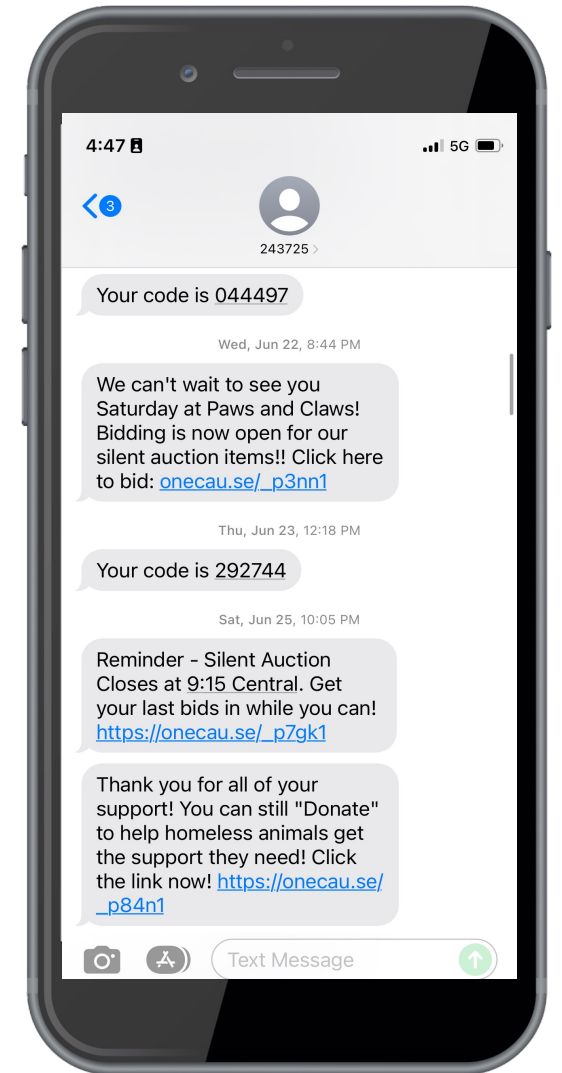 4:47
5G
3
243725
Your code is 044497
Wed, Jun 22, 8:44 PM
We can't wait to see you
Saturday at Paws and Claws!
Bidding is now open for our
silent auction items!! Click here
to bid: onecau.se/_p3nn1
Thu, Jun 23, 12:18 PM
Your code is 292744
Sat, Jun 25, 10:05 PM
Reminder - Silent Auction
Closes at 9:15 Central. Get
your last bids in while you can!
https://onecau.se/_p7gk1
Thank you for all of your
support! You can still "Donate"
to help homeless animals get
the support they need! Click
the link now! https://onecau.se/
_p84n1
Text Message